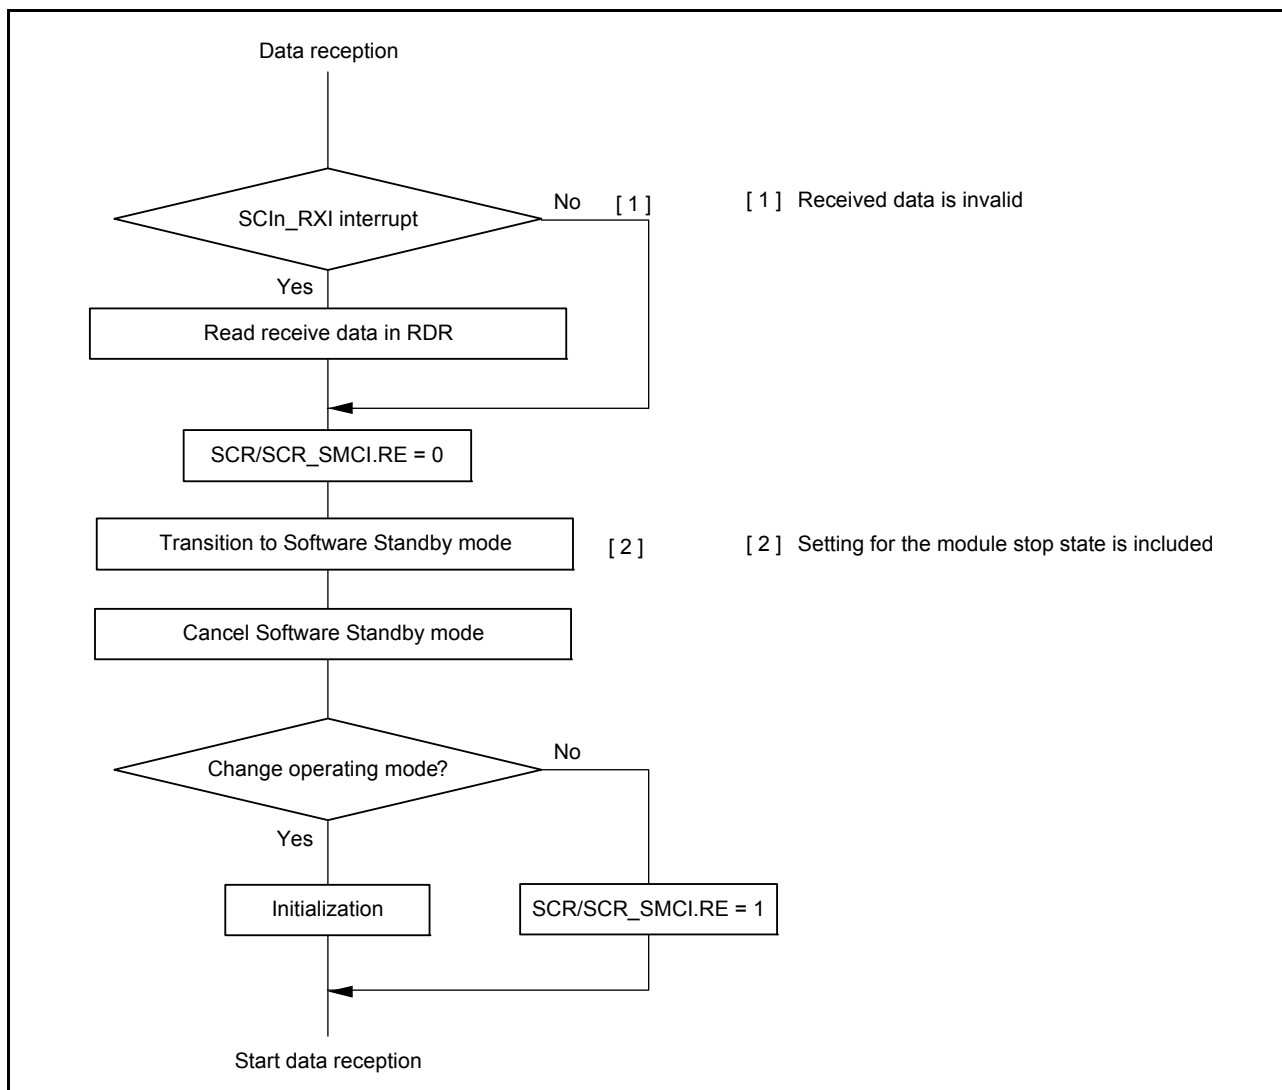 Data reception
SCIn_RXI interrupt
No
[ 1 ]
[ 1 ] Received data is invalid
Yes
Read receive data in RDR
SCR/SCR_SMCI.RE = 0
Transition to Software Standby mode
[ 2 ]
[ 2 ] Setting for the module stop state is included
Cancel Software Standby mode
Change operating mode?
No
Yes
Initialization
SCR/SCR_SMCI.RE = 1
Start data reception